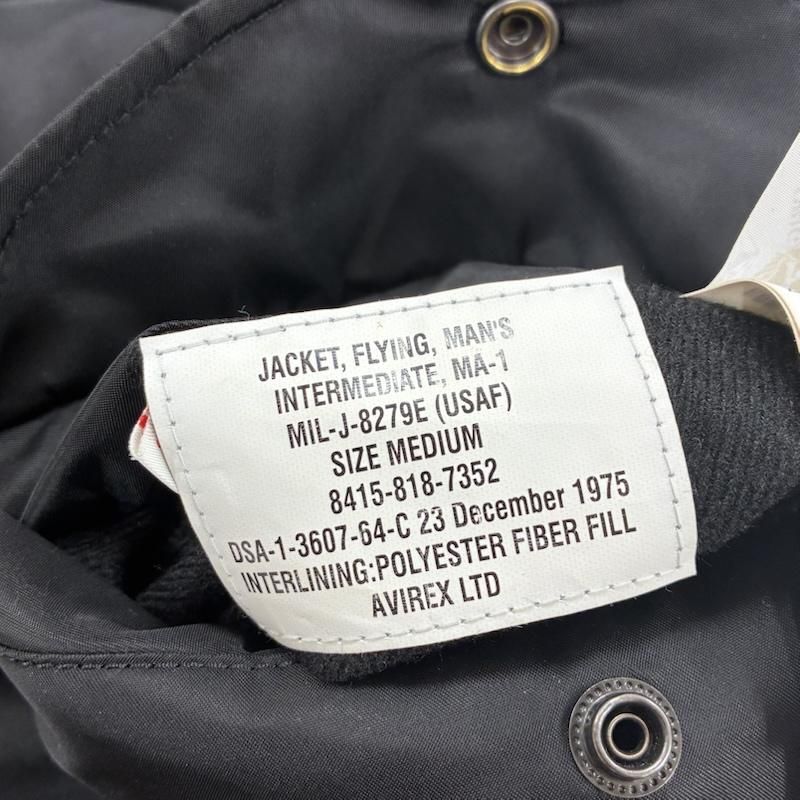 JACKET, FLYING, MAN'S
INTERMEDIATE, MA-1
MIL-J-8279E (USAF)
SIZE MEDIUM
8415-818-7352
DSA-1-3607-64-C 23 December 1975
INTERLINING:POLYESTER FIBER FILL
AVIREX LTD